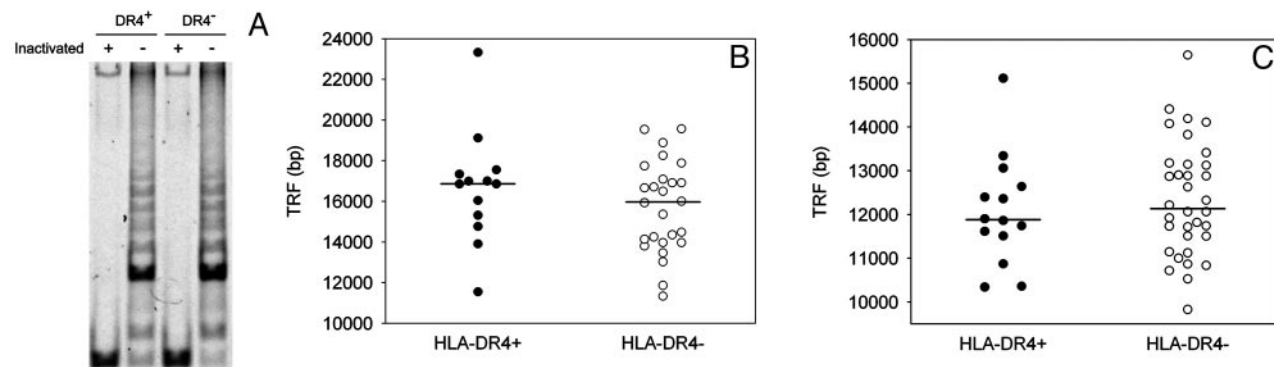 DR4+ DR4- A
Inactivated + - + -
B
TRF (bp)
24000
22000
20000
18000
16000
14000
12000
10000
HLA-DR4+ HLA-DR4-
C
TRF (bp)
16000
15000
14000
13000
12000
11000
10000
HLA-DR4+ HLA-DR4-